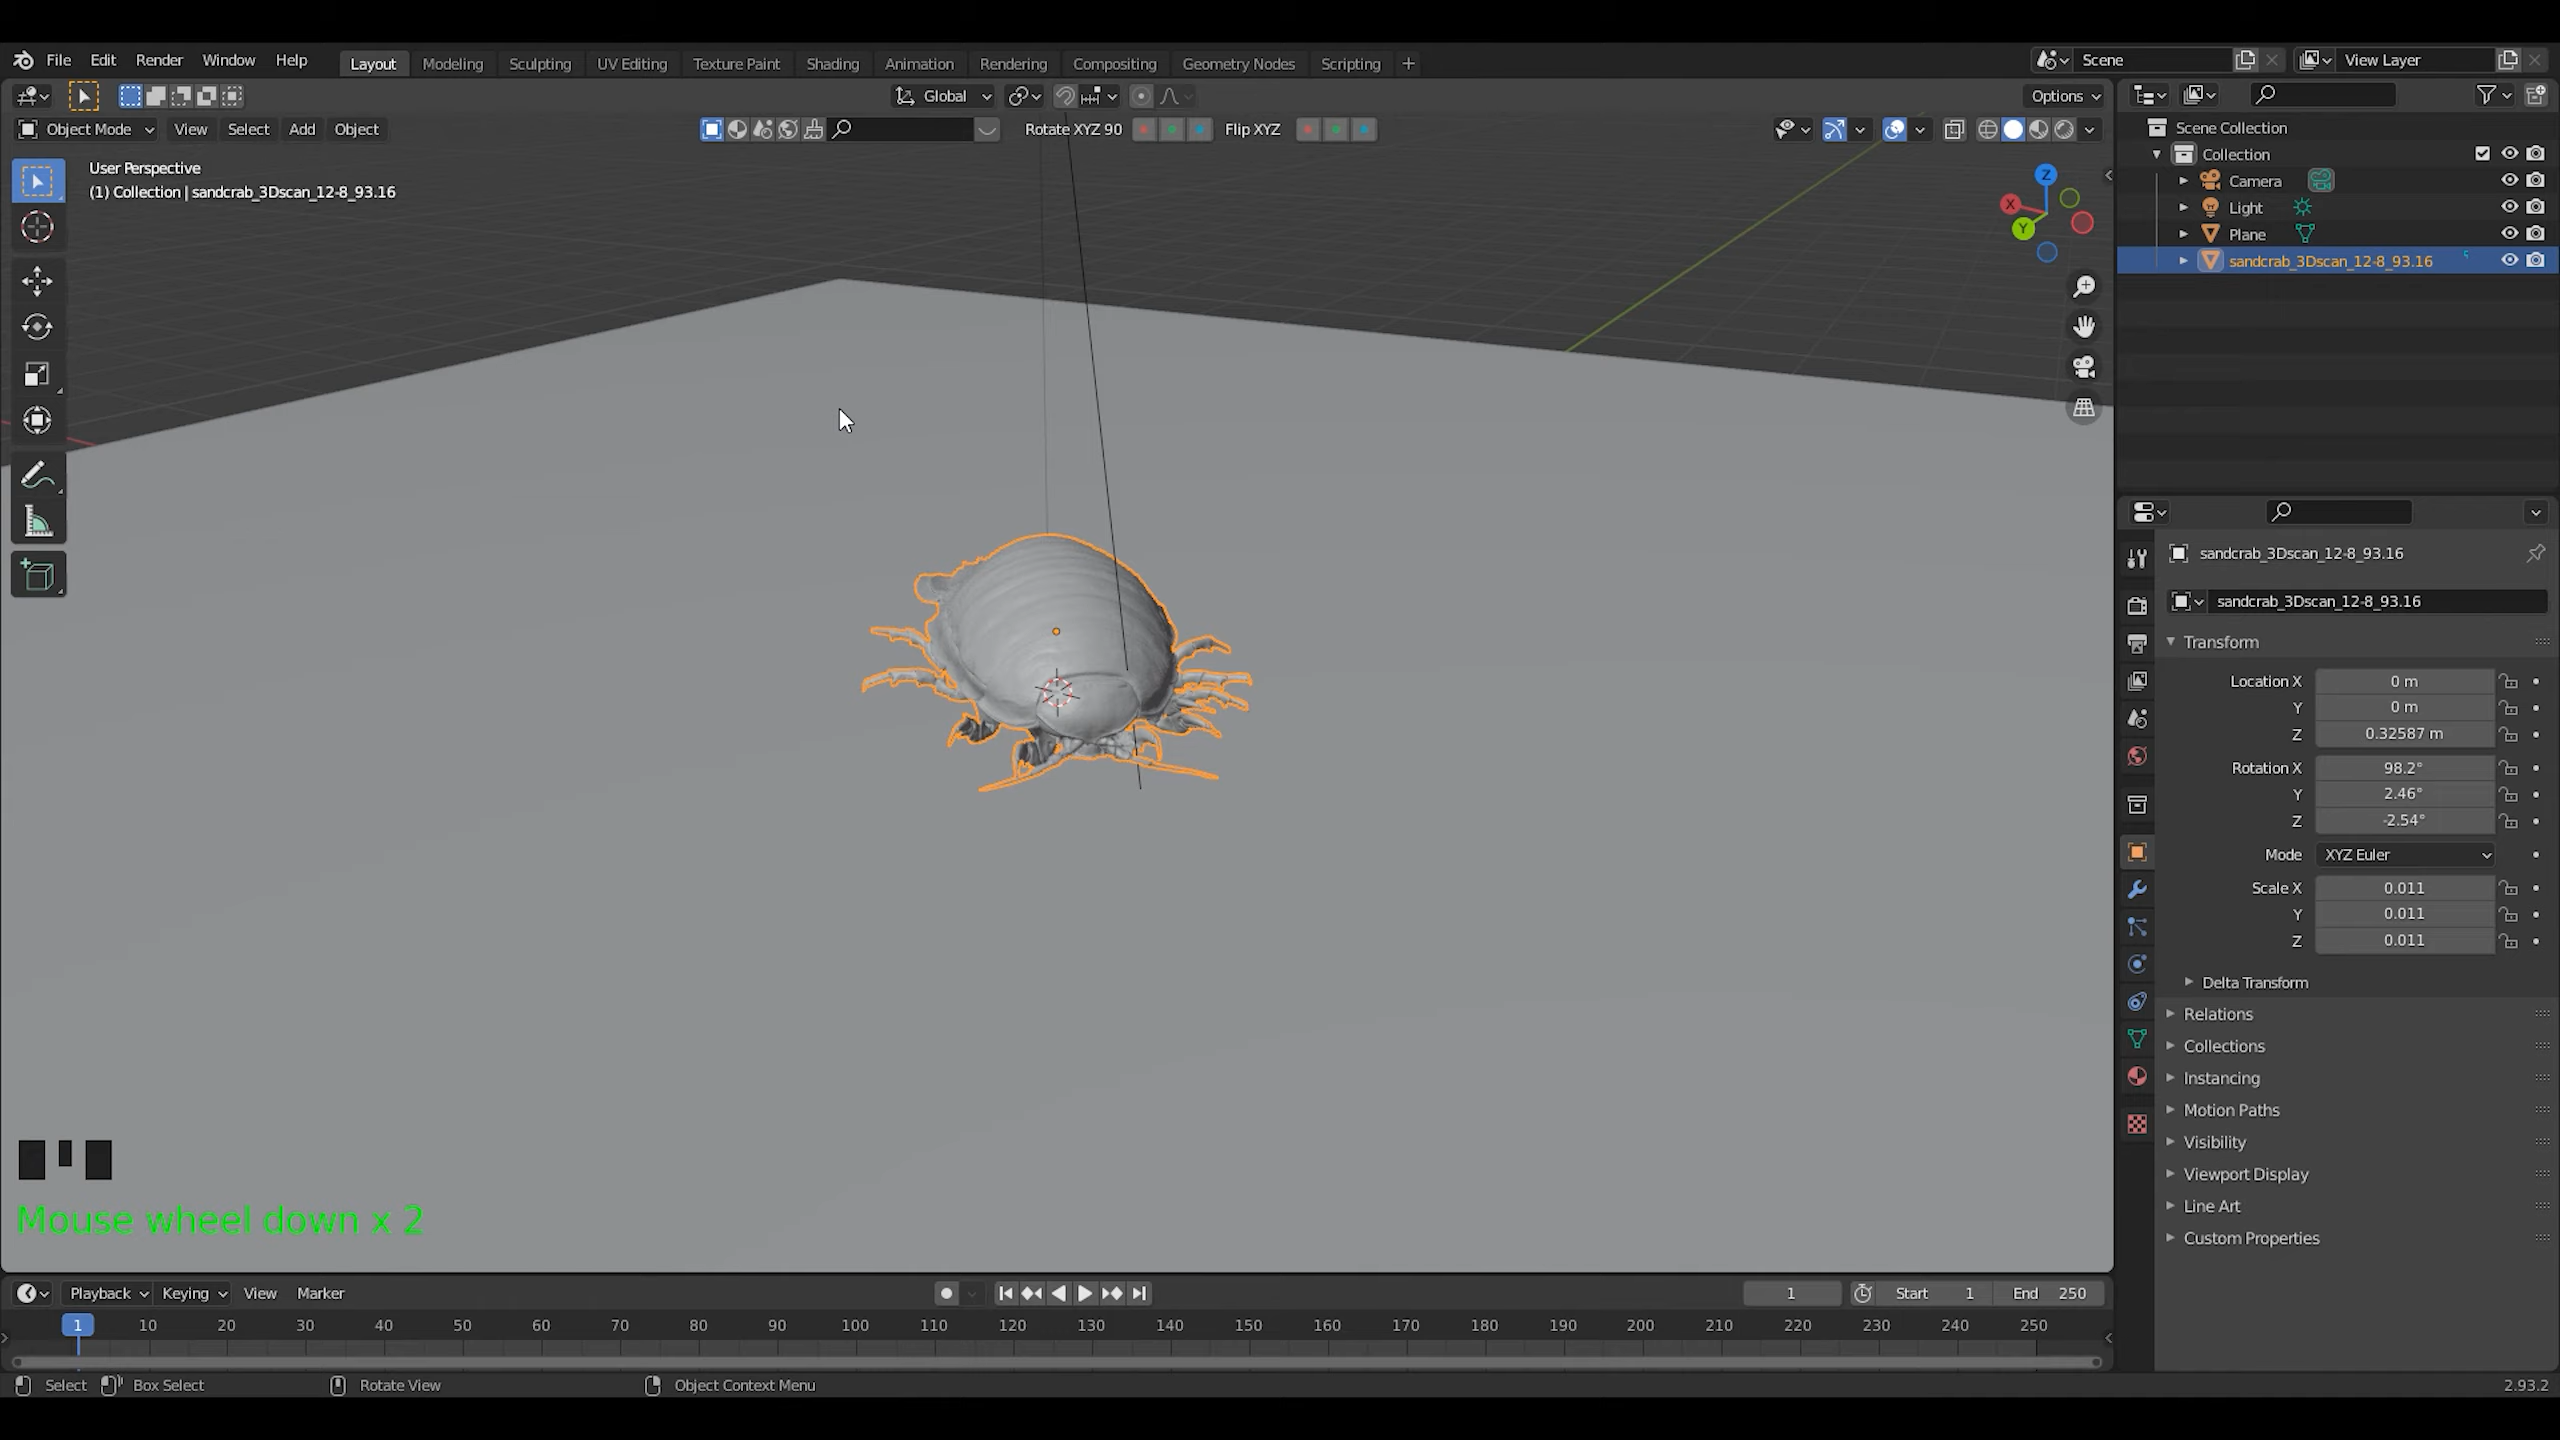 File Edit Render Window Help Layout Modeling Sculpting UV Editing Texture Paint Shading Animation Rendering Compositing Geometry Nodes Scripting + Scene View Layer
Global Options
Object Mode View Select Add Object Rotate XYZ 90 Flip XYZ
User Perspective
(1) Collection | sandcrab_3Dscan_12-8_93.16
Z
X
Y
Scene Collection
Collection
Camera
Light
Plane
sandcrab_3Dscan_12-8_93.16
sandcrab_3Dscan_12-8_93.16
sandcrab_3Dscan_12-8_93.16
Transform
Location X 0 m
Y 0 m
Z 0.32587 m
Rotation X 98.2°
Y 2.46°
Z -2.54°
Mode XYZ Euler
Scale X 0.011
Y 0.011
Z 0.011
Delta Transform
Relations
Collections
Instancing
Motion Paths
Visibility
Viewport Display
Line Art
Custom Properties
Mouse wheel down x 2
Playback Keying View Marker 1 Start 1 End 250
1 10 20 30 40 50 60 70 80 90 100 110 120 130 140 150 160 170 180 190 200 210 220 230 240 250
Select Box Select Rotate View Object Context Menu 2.93.2